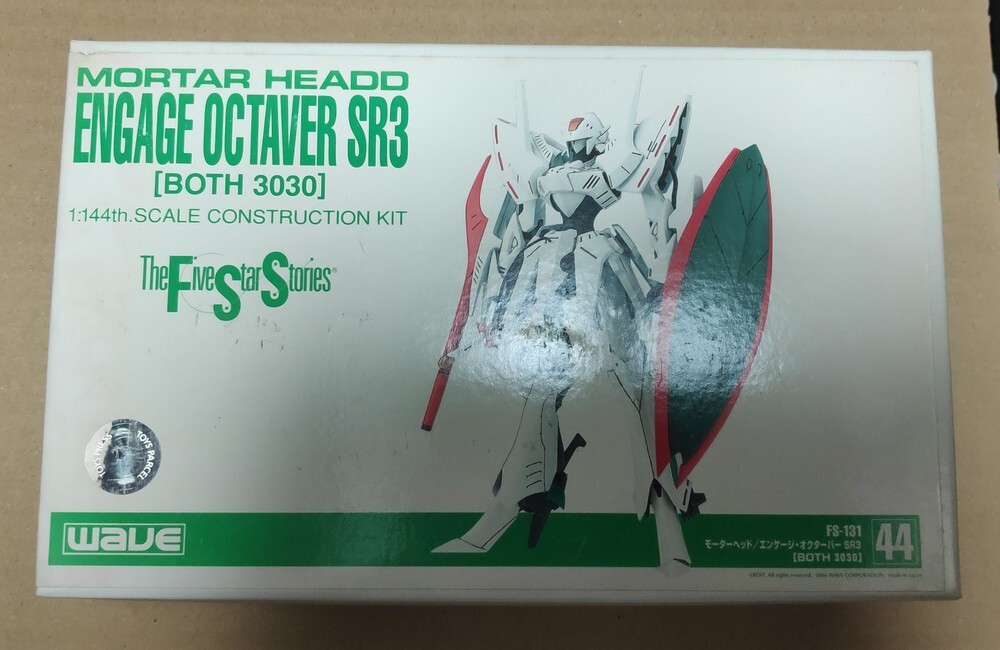 MORTAR HEADD
ENGAGE OCTAVER SR3
[BOTH 3030]
1:144th.SCALE CONSTRUCTION KIT
The Five Star Stories®
TOYS PARCEL
wave
FS-131
モーターヘッド/エンゲージ・オクターバー SR3
[BOTH 3030]
44